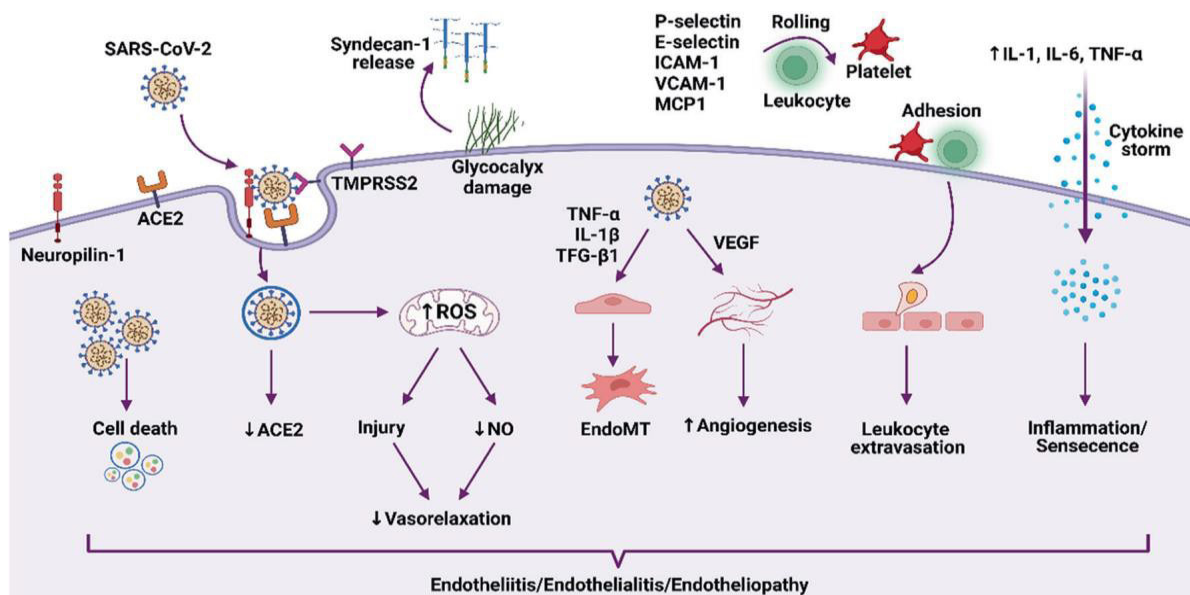 SARS-CoV-2
Syndecan-1
release
P-selectin
E-selectin
ICAM-1
VCAM-1
MCP1
Rolling
Platelet
Leukocyte
↑IL-1, IL-6, TNF-α
Adhesion
Cytokine
storm
Glycocalyx
damage
TMPRSS2
ACE2
Neuropilin-1
TNF-α
IL-1β
TFG-β1
VEGF
↑ROS
Cell death
↓ACE2
Injury
↓NO
EndoMT
↑Angiogenesis
Leukocyte
extravasation
Inflammation/
Sensecence
↓Vasorelaxation
Endotheliitis/Endothelialitis/Endotheliopathy